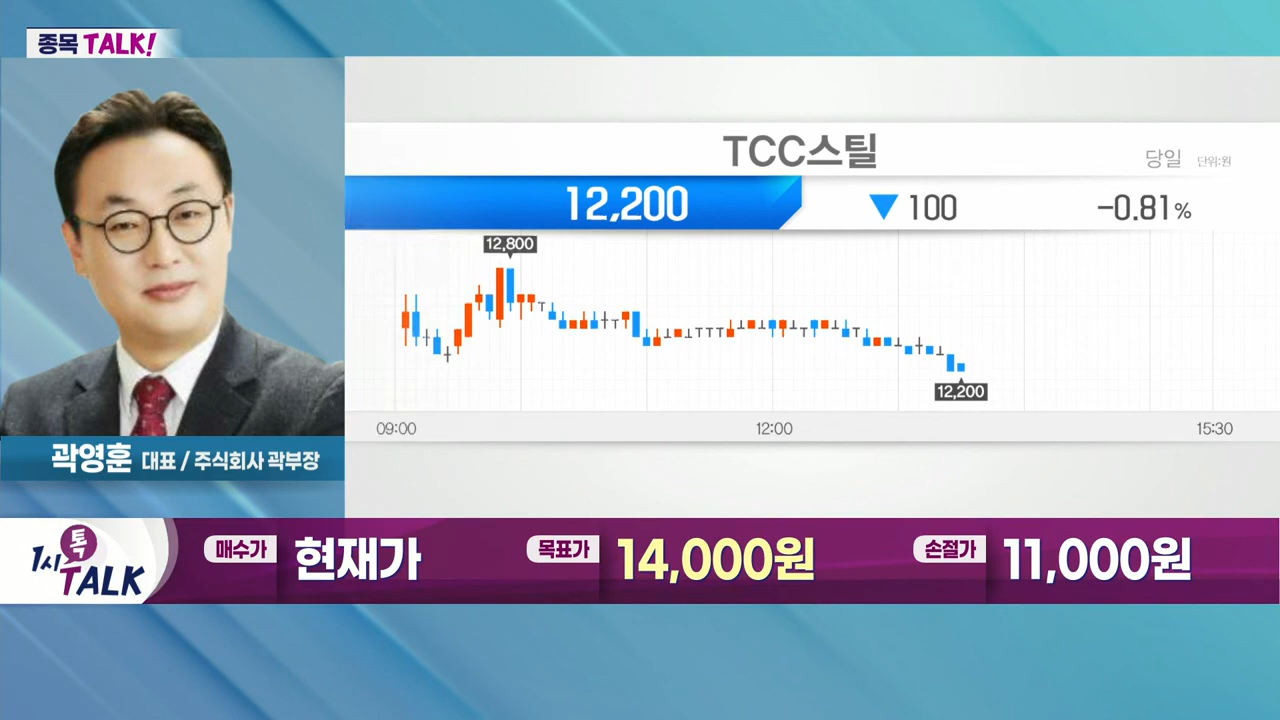 종목 TALK!
TCC스틸
당일 단위:원
12,200 ▼ 100 -0.81%
12,800
12,200
09:00 12:00 15:30
곽영훈 대표 / 주식회사 곽부장
1시 톡 TALK
매수가 현재가 목표가 14,000원 손절가 11,000원